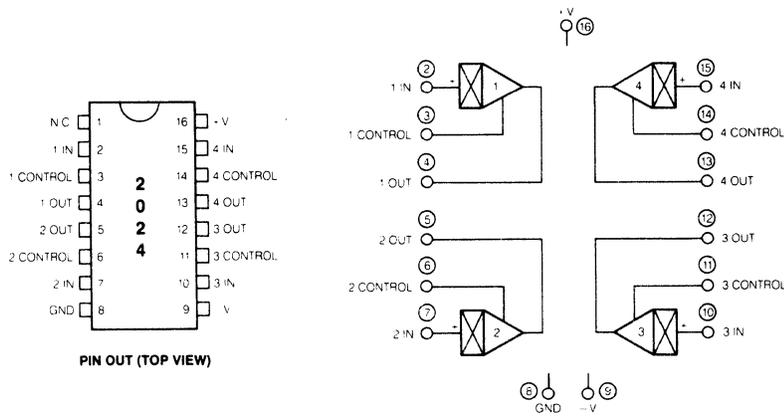 NC 1 16 +V
1 IN 2 15 4 IN
1 CONTROL 3 14 4 CONTROL
1 OUT 4 13 4 OUT
2 OUT 5 12 3 OUT
2 CONTROL 6 11 3 CONTROL
2 IN 7 10 3 IN
GND 8 9 V
2
0
2
4
PIN OUT (TOP VIEW)
+V
16
2 15
1 IN + 1 4 + 4 IN
3 14
1 CONTROL 4 CONTROL
4 13
1 OUT 4 OUT
5 12
2 OUT 3 OUT
6 11
2 CONTROL 3 CONTROL
7 10
2 IN + 2 3 + 3 IN
8 9
GND −V